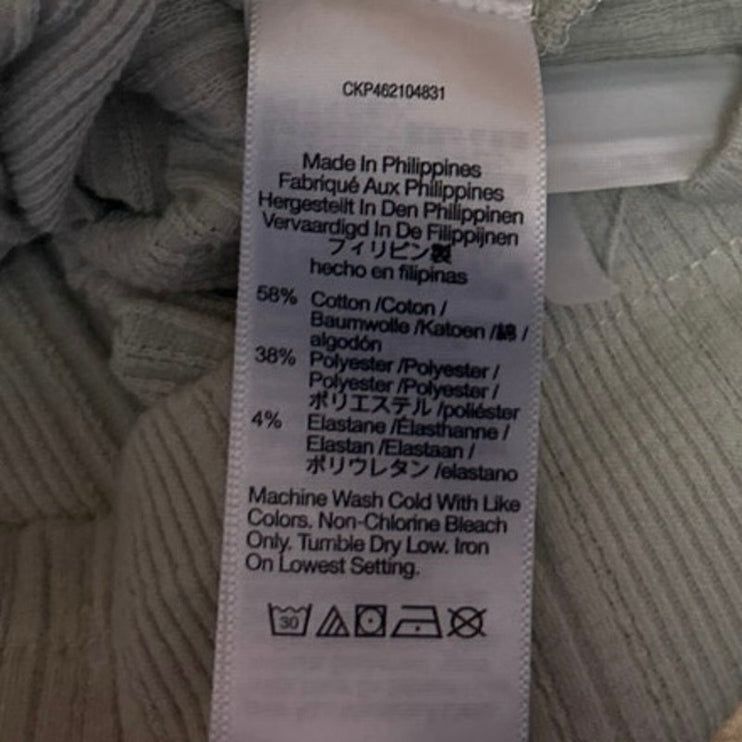 CKP462104831
Made In Philippines
Fabriqué Aux Philippines
Hergestellt In Den Philippinen
Vervaardigd In De Filippijnen
フィリピン製
hecho en filipinas
58% Cotton /Coton /
Baumwolle /Katoen /綿 /
algodón
38% Polyester /Polyester /
Polyester /Polyester /
ポリエステル /poliéster
4% Elastane /Élasthanne /
Elastan /Elastaan /
ポリウレタン /elastano
Machine Wash Cold With Like
Colors. Non-Chlorine Bleach
Only. Tumble Dry Low. Iron
On Lowest Setting.
30